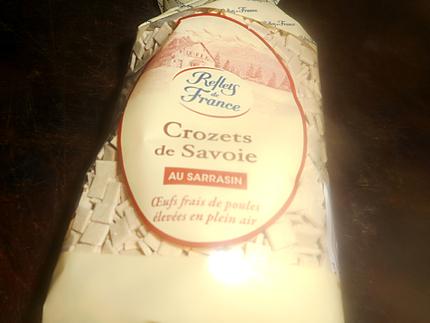 Reflets
de
France
Crozets
de Savoie
AU SARRASIN
Œufs frais de poules
élevées en plein air